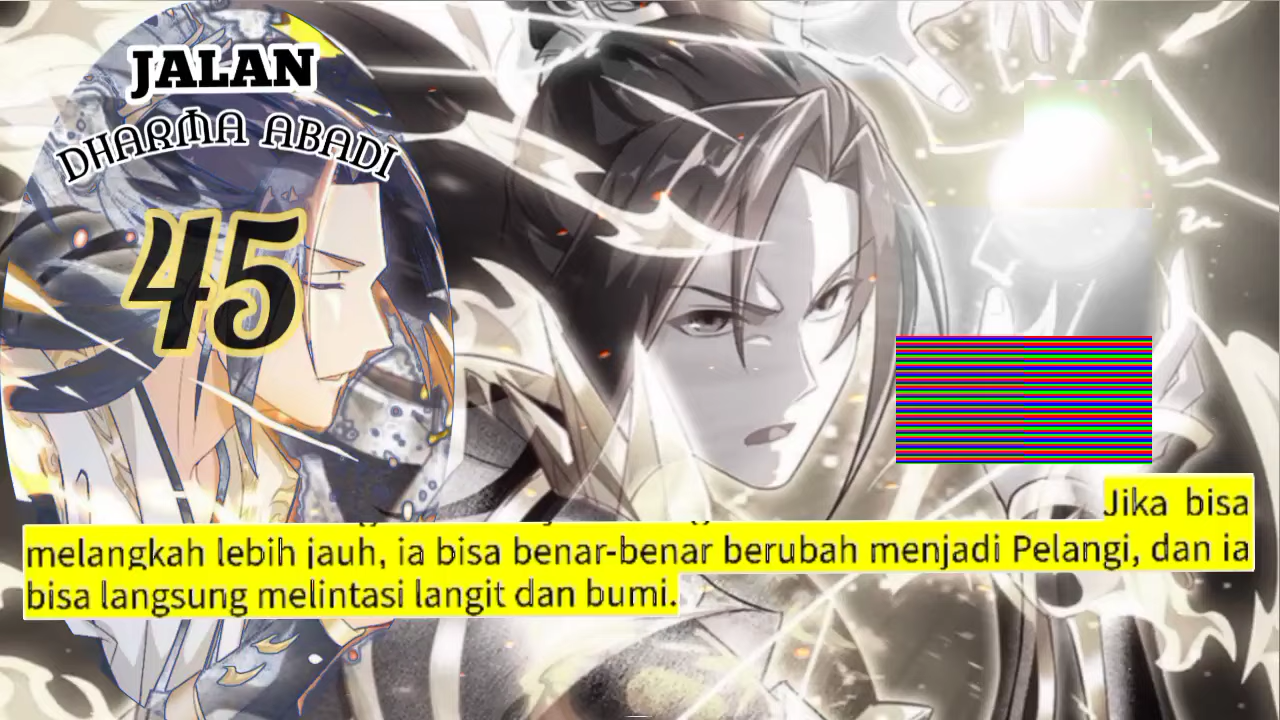 JALAN
DHARMA ABADI
45
Jika bisa
melangkah lebih jauh, ia bisa benar-benar berubah menjadi Pelangi, dan ia
bisa langsung melintasi langit dan bumi.